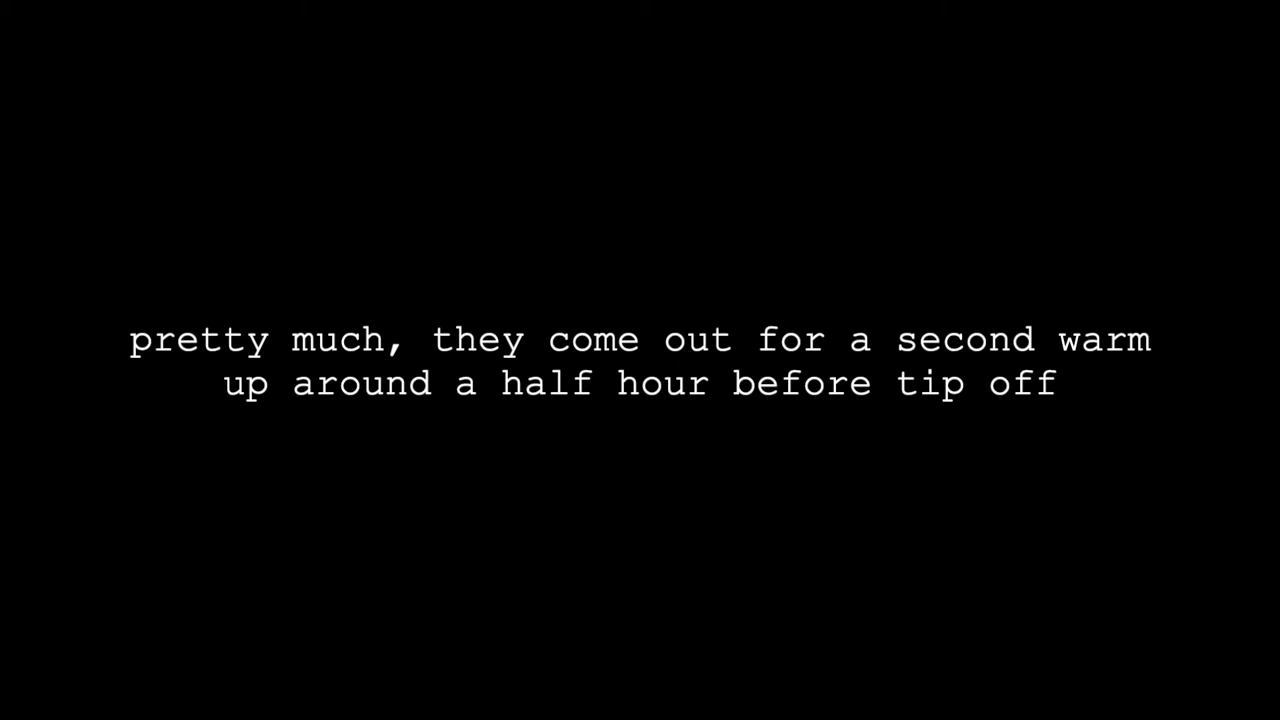 pretty much, they come out for a second warm
up around a half hour before tip off